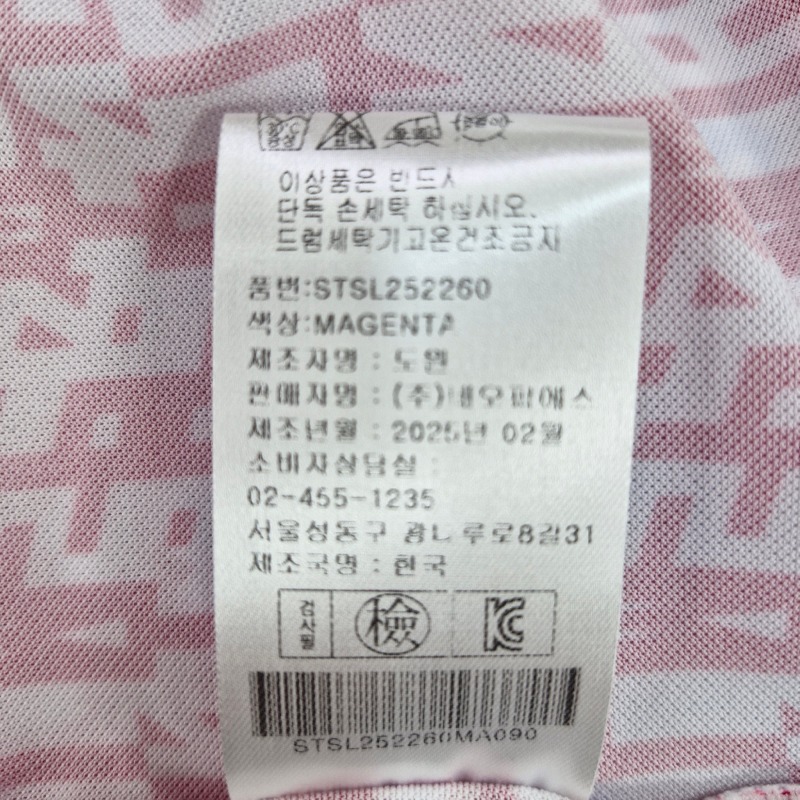 이상품은 반드시
단독 손세탁 하십시오.
드럼세탁기고온건조금지
품번:STSL252260
색상:MAGENTA
제조자명 : 도원
판매자명 : (주)네오피에스
제조년월 : 2025년 02월
소비자상담실 :
02-455-1235
서울성동구 광나루로8길31
제조국명 : 한국
검사필 檢 KC
STSL252260MA090